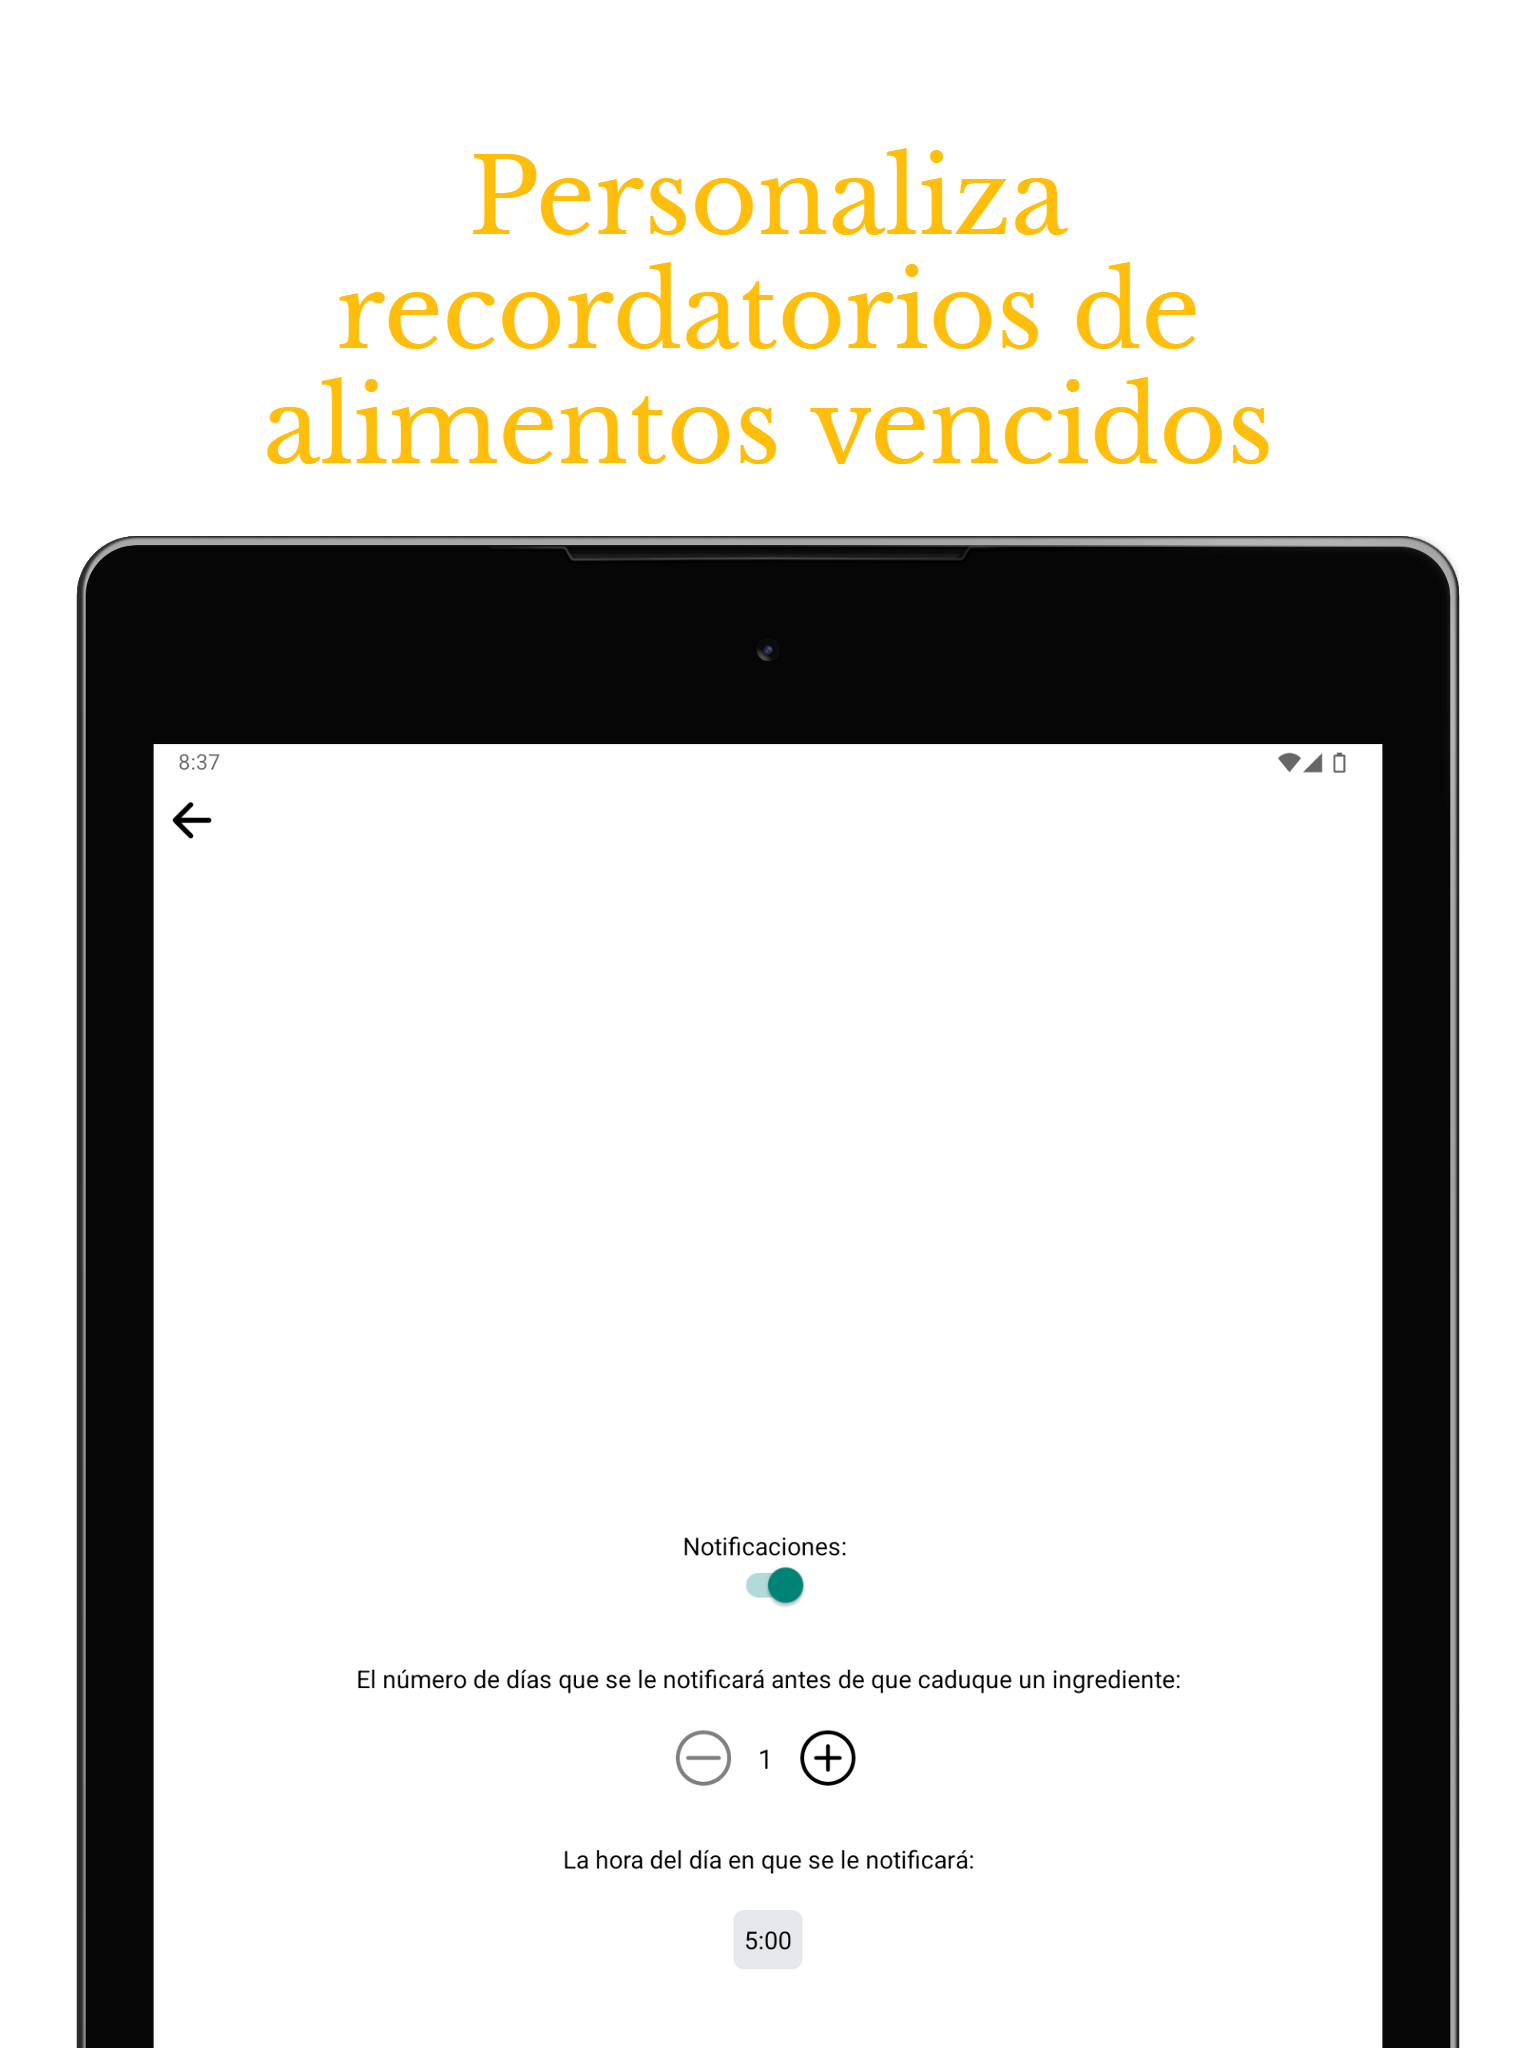 Personaliza
recordatorios de
alimentos vencidos
8:37
Notificaciones:
El número de días que se le notificará antes de que caduque un ingrediente:
1
La hora del día en que se le notificará:
5:00